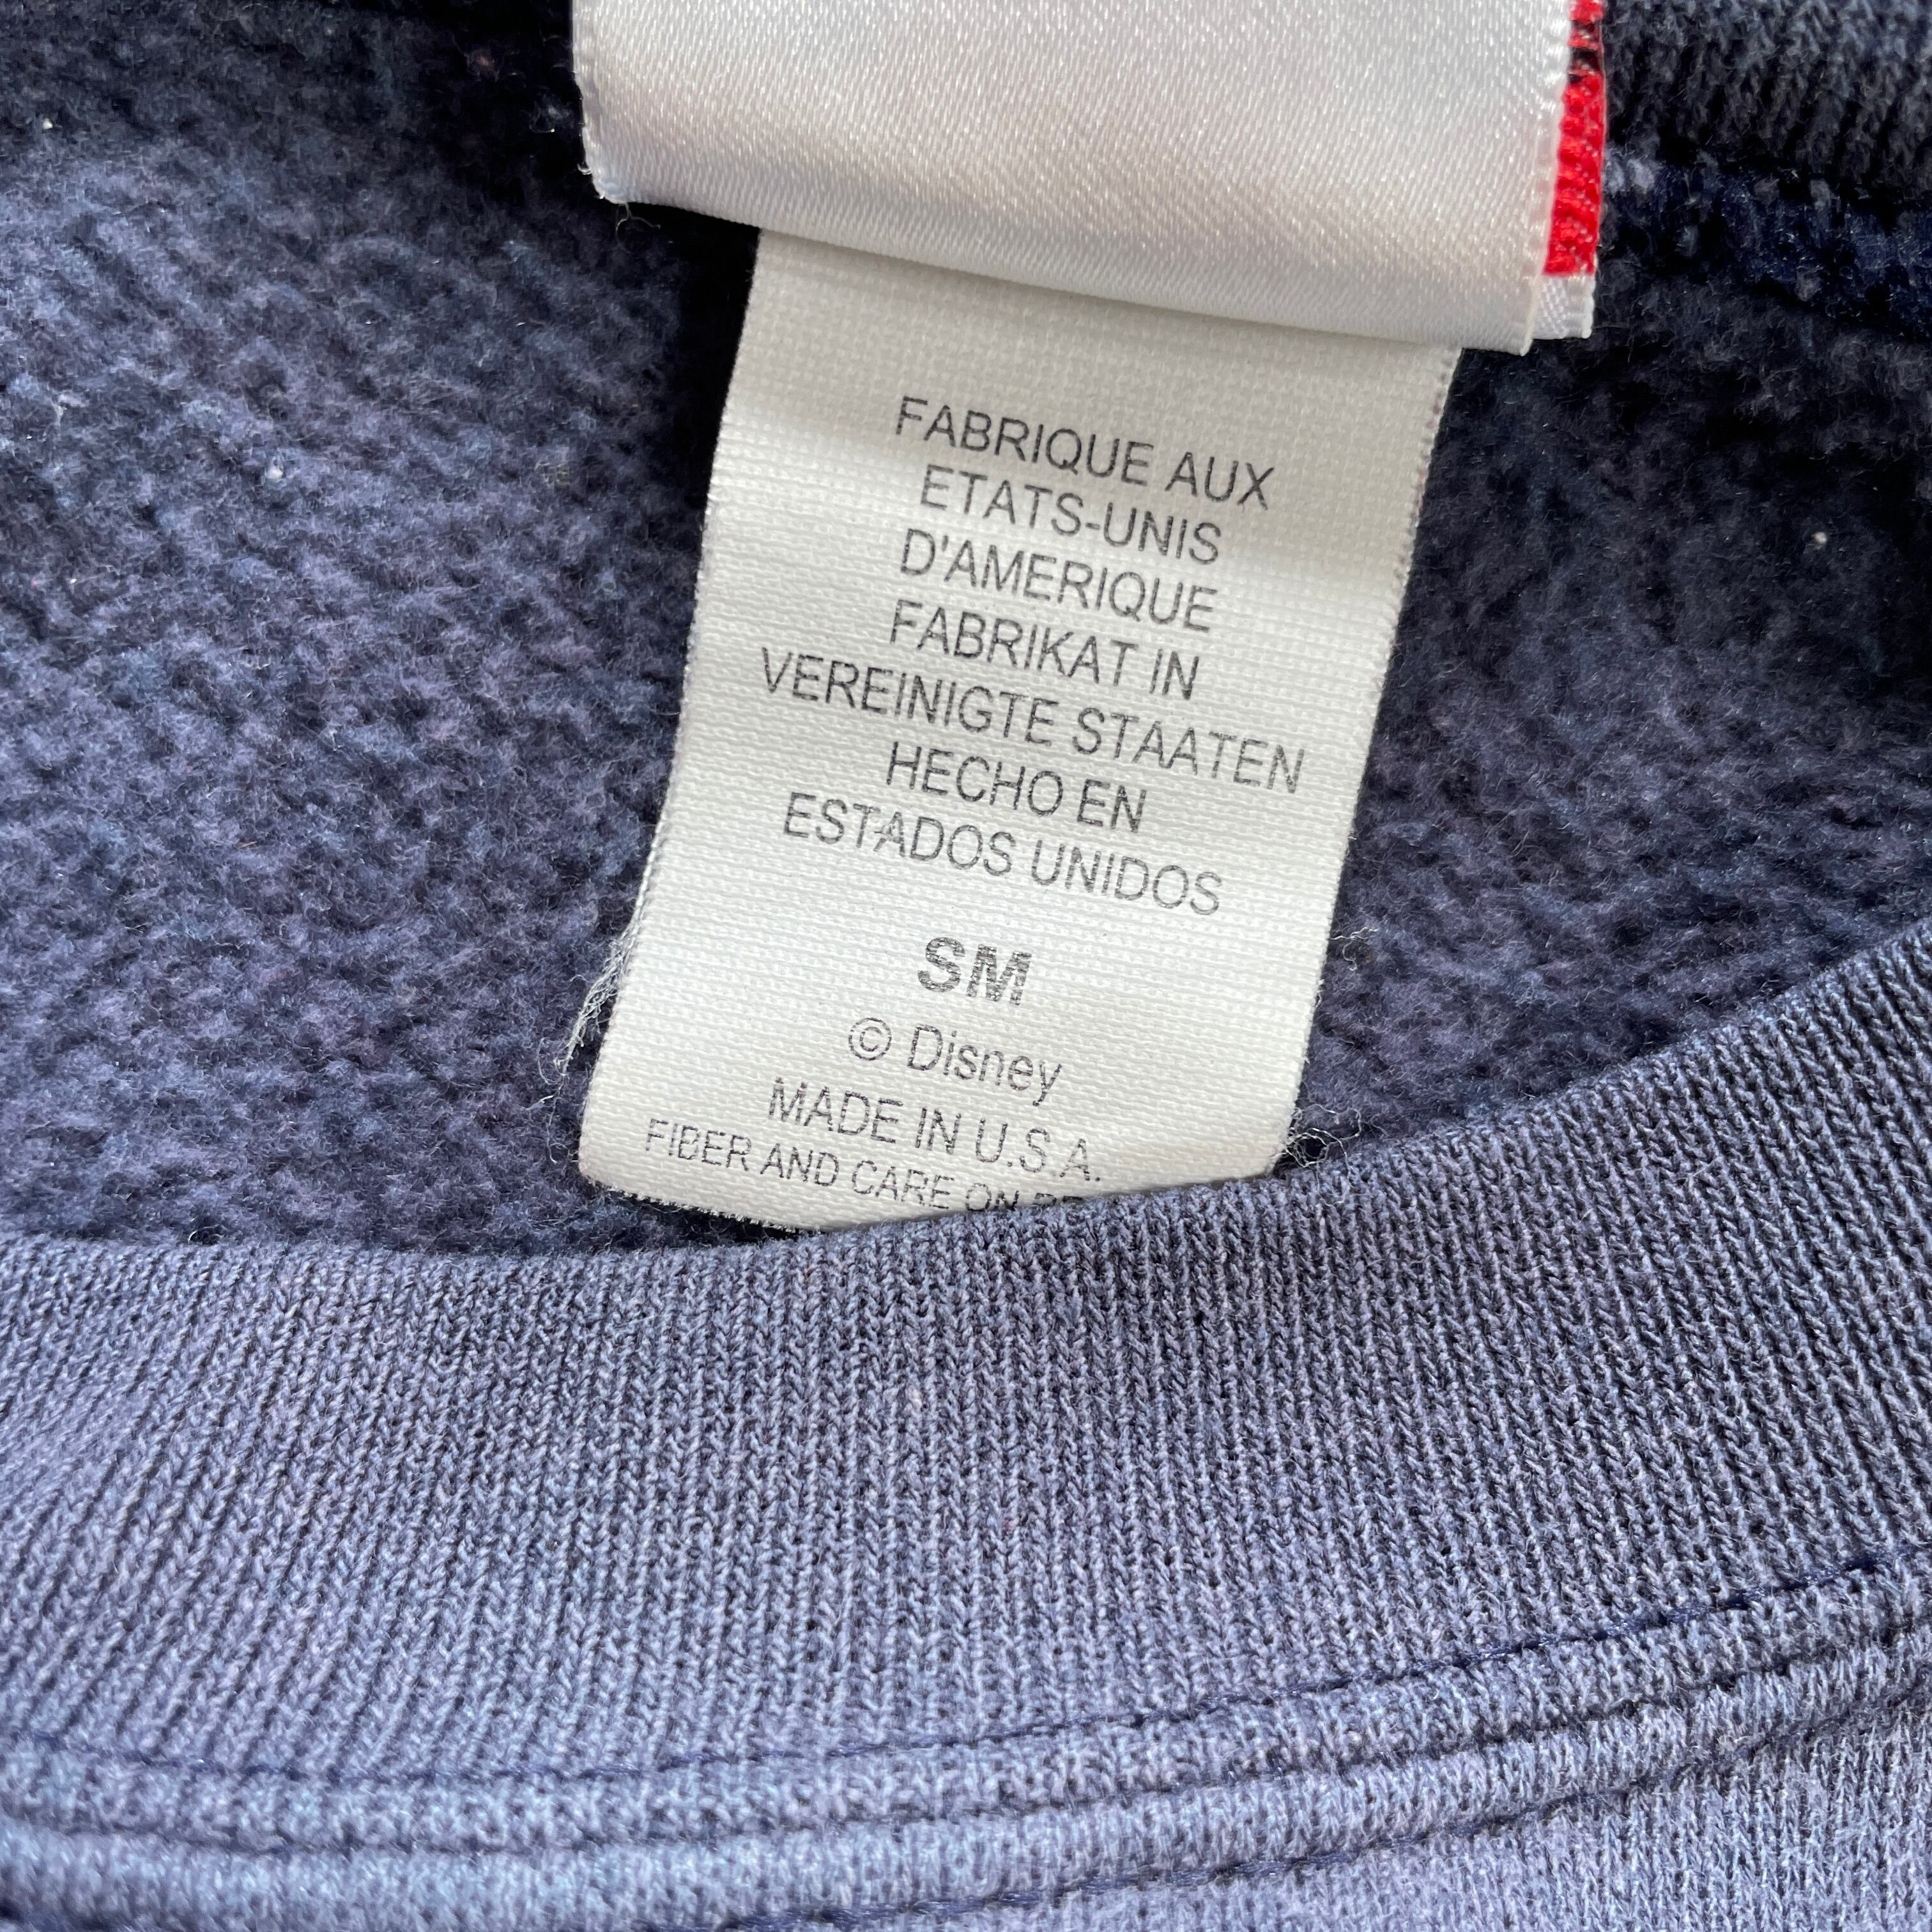 FABRIQUE AUX
ETATS-UNIS
D'AMERIQUE
FABRIKAT IN
VEREINIGTE STAATEN
HECHO EN
ESTADOS UNIDOS
SM
© Disney
MADE IN U.S.A.
FIBER AND CARE ON